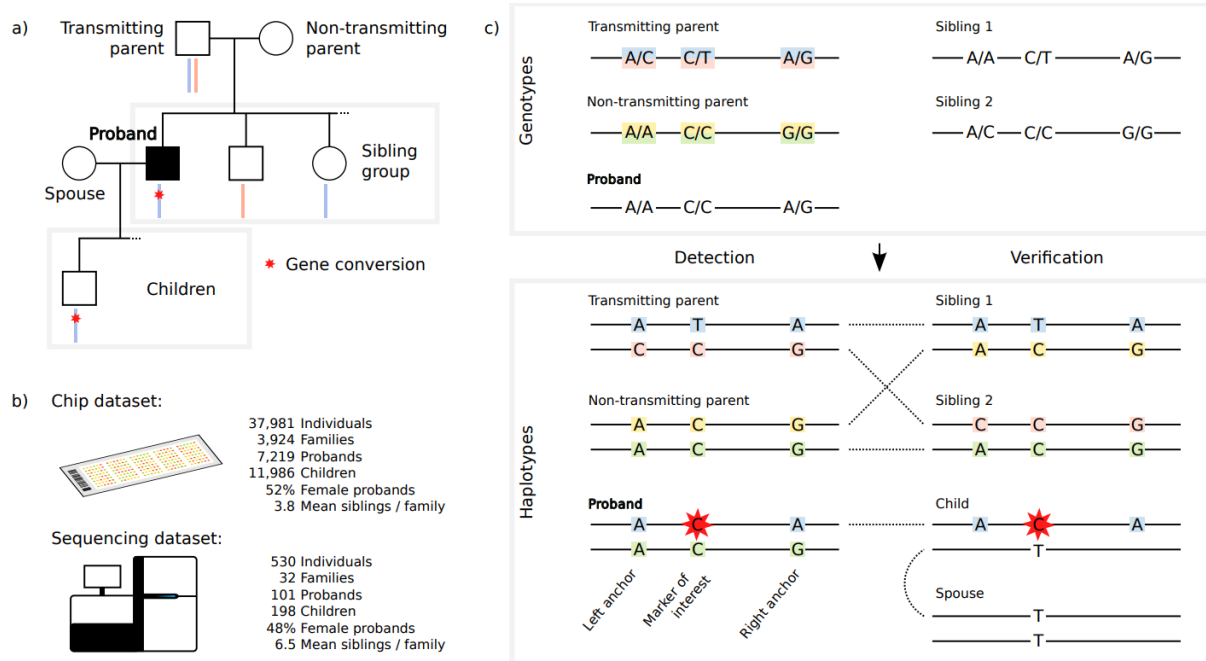 a)
Transmitting
parent
Non-transmitting
parent
Proband
Spouse
Sibling
group
Gene conversion
Children
b)
Chip dataset:
37,981 Individuals
3,924 Families
7,219 Probands
11,986 Children
52% Female probands
3.8 Mean siblings / family
Sequencing dataset:
530 Individuals
32 Families
101 Probands
198 Children
48% Female probands
6.5 Mean siblings / family
c)
Genotypes
Transmitting parent
A/C C/T A/G
Non-transmitting parent
A/A C/C G/G
Proband
A/A C/C A/G
Sibling 1
A/A C/T A/G
Sibling 2
A/C C/C G/G
Detection
Verification
Haplotypes
Transmitting parent
A T A
C C G
Non-transmitting parent
A C G
A C G
Proband
A C A
A C G
Left anchor
Marker of
interest
Right anchor
Sibling 1
A T A
A C G
Sibling 2
C C G
A C G
Child
A C A
T
Spouse
T
T